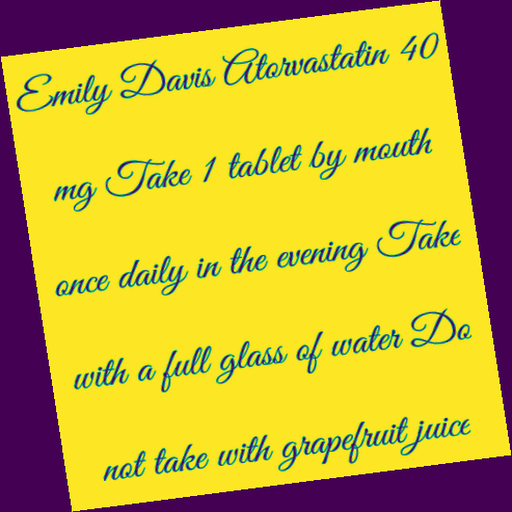 Emily Davis Atorvastatin 40
mg Take 1 tablet by mouth
once daily in the evening Take
with a full glass of water Do
not take with grapefruit juice